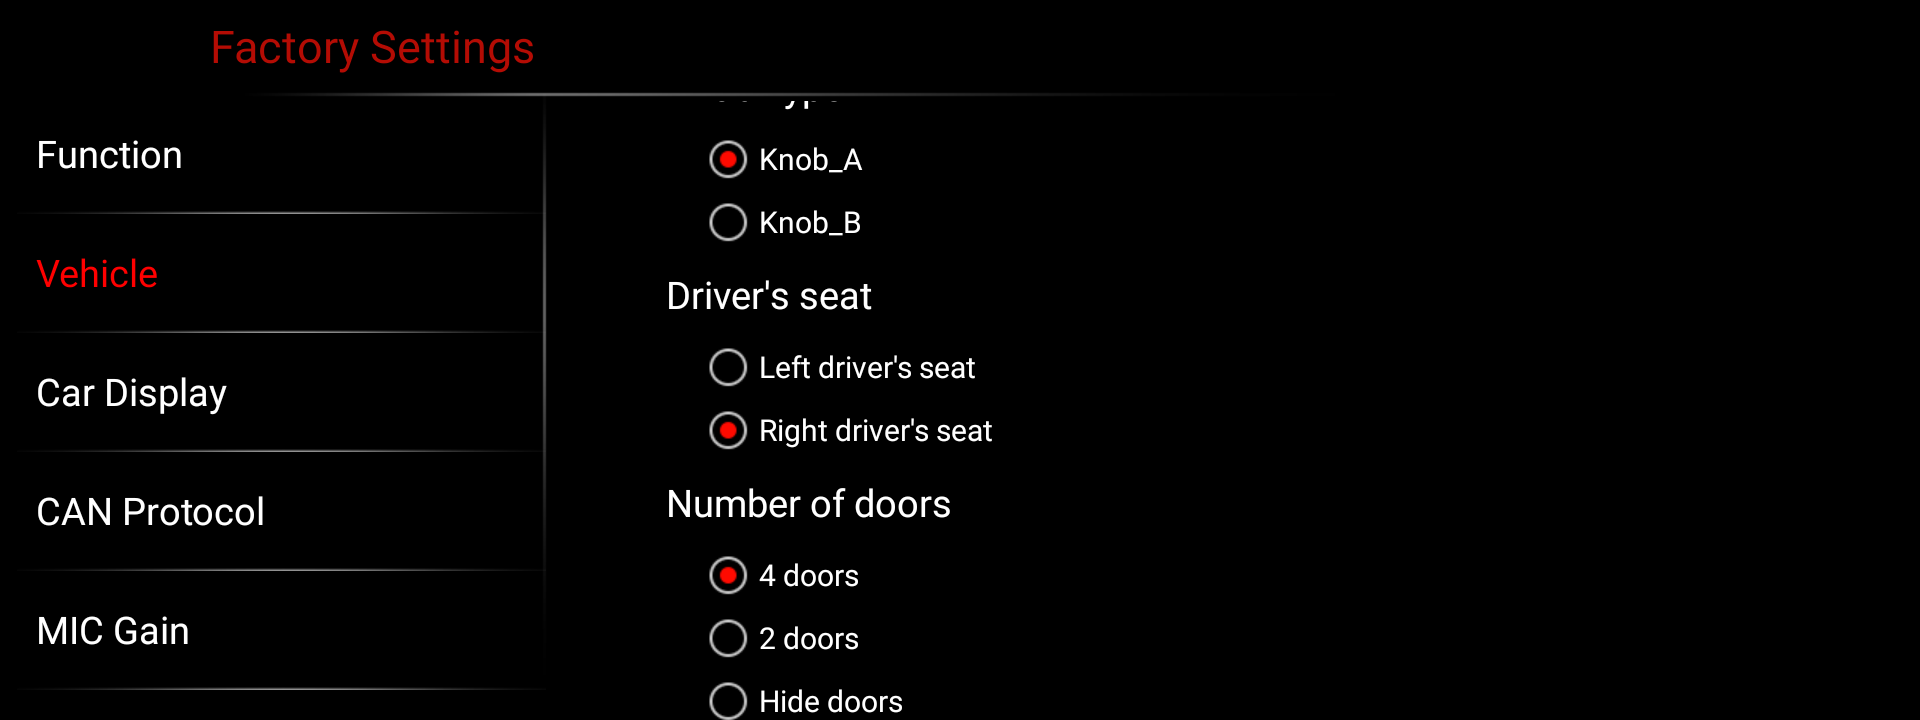 Factory Settings
Function
Vehicle
Car Display
CAN Protocol
MIC Gain
Knob_A
Knob_B
Driver's seat
Left driver's seat
Right driver's seat
Number of doors
4 doors
2 doors
Hide doors